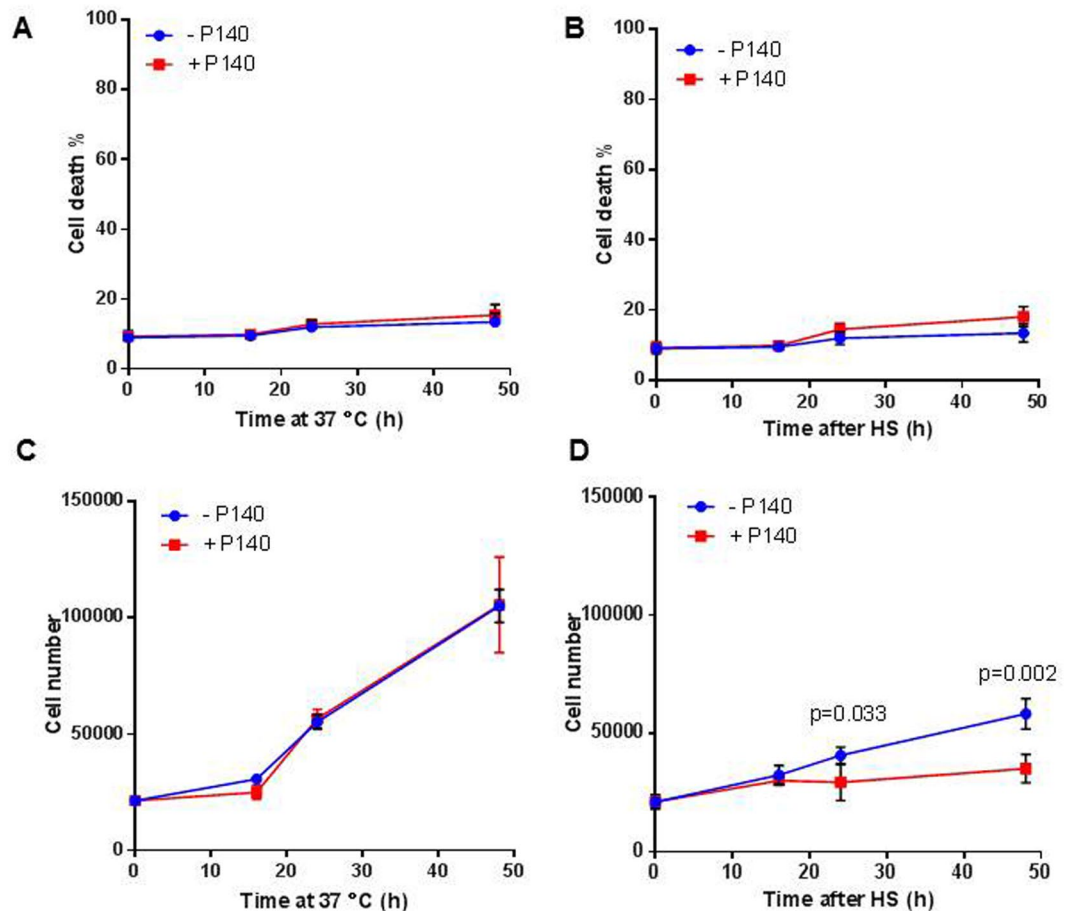 A
- P140
+ P140
Cell death %
100
80
60
40
20
0
0 10 20 30 40 50
Time at 37 °C (h)
B
- P140
+ P140
Cell death %
100
80
60
40
20
0
0 10 20 30 40 50
Time after HS (h)
C
- P140
+ P140
Cell number
150000
100000
50000
0
0 10 20 30 40 50
Time at 37 °C (h)
D
- P140
+ P140
Cell number
150000
100000
50000
0
p=0.033
p=0.002
0 10 20 30 40 50
Time after HS (h)